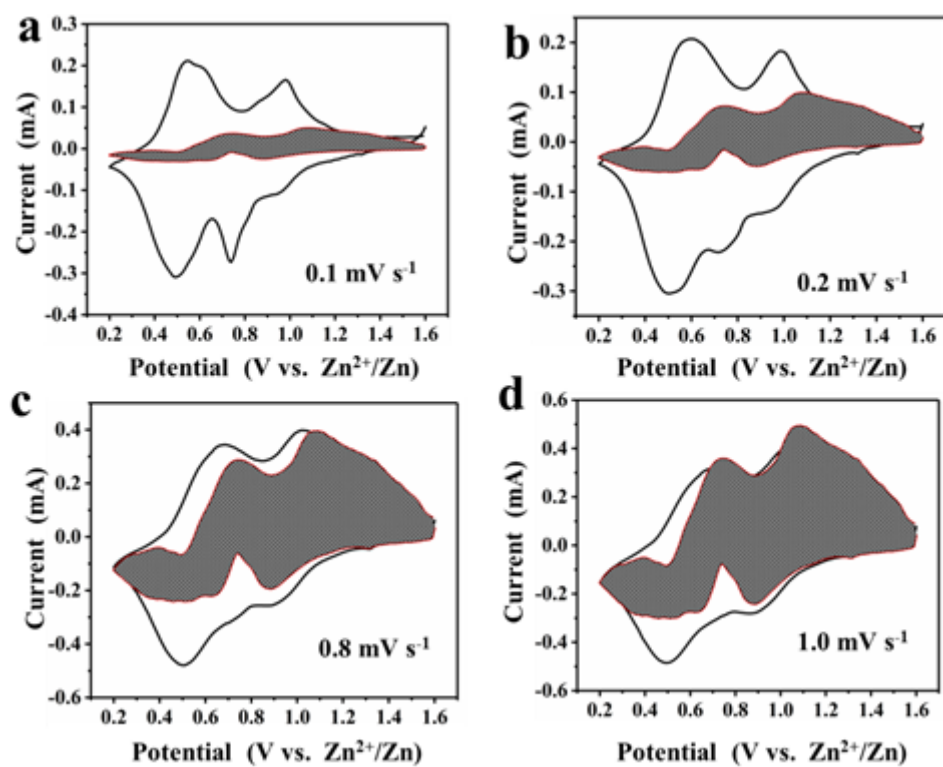 a
0.3
0.2
0.1
0.0
-0.1
-0.2
-0.3
-0.4
Current (mA)
0.1 mV s⁻¹
0.2 0.4 0.6 0.8 1.0 1.2 1.4 1.6
Potential (V vs. Zn²⁺/Zn)
b
0.2
0.1
0.0
-0.1
-0.2
-0.3
Current (mA)
0.2 mV s⁻¹
0.2 0.4 0.6 0.8 1.0 1.2 1.4 1.6
Potential (V vs. Zn²⁺/Zn)
c
0.4
0.2
0.0
-0.2
-0.4
-0.6
Current (mA)
0.8 mV s⁻¹
0.2 0.4 0.6 0.8 1.0 1.2 1.4 1.6
Potential (V vs. Zn²⁺/Zn)
d
0.6
0.4
0.2
0.0
-0.2
-0.4
-0.6
Current (mA)
1.0 mV s⁻¹
0.2 0.4 0.6 0.8 1.0 1.2 1.4 1.6
Potential (V vs. Zn²⁺/Zn)